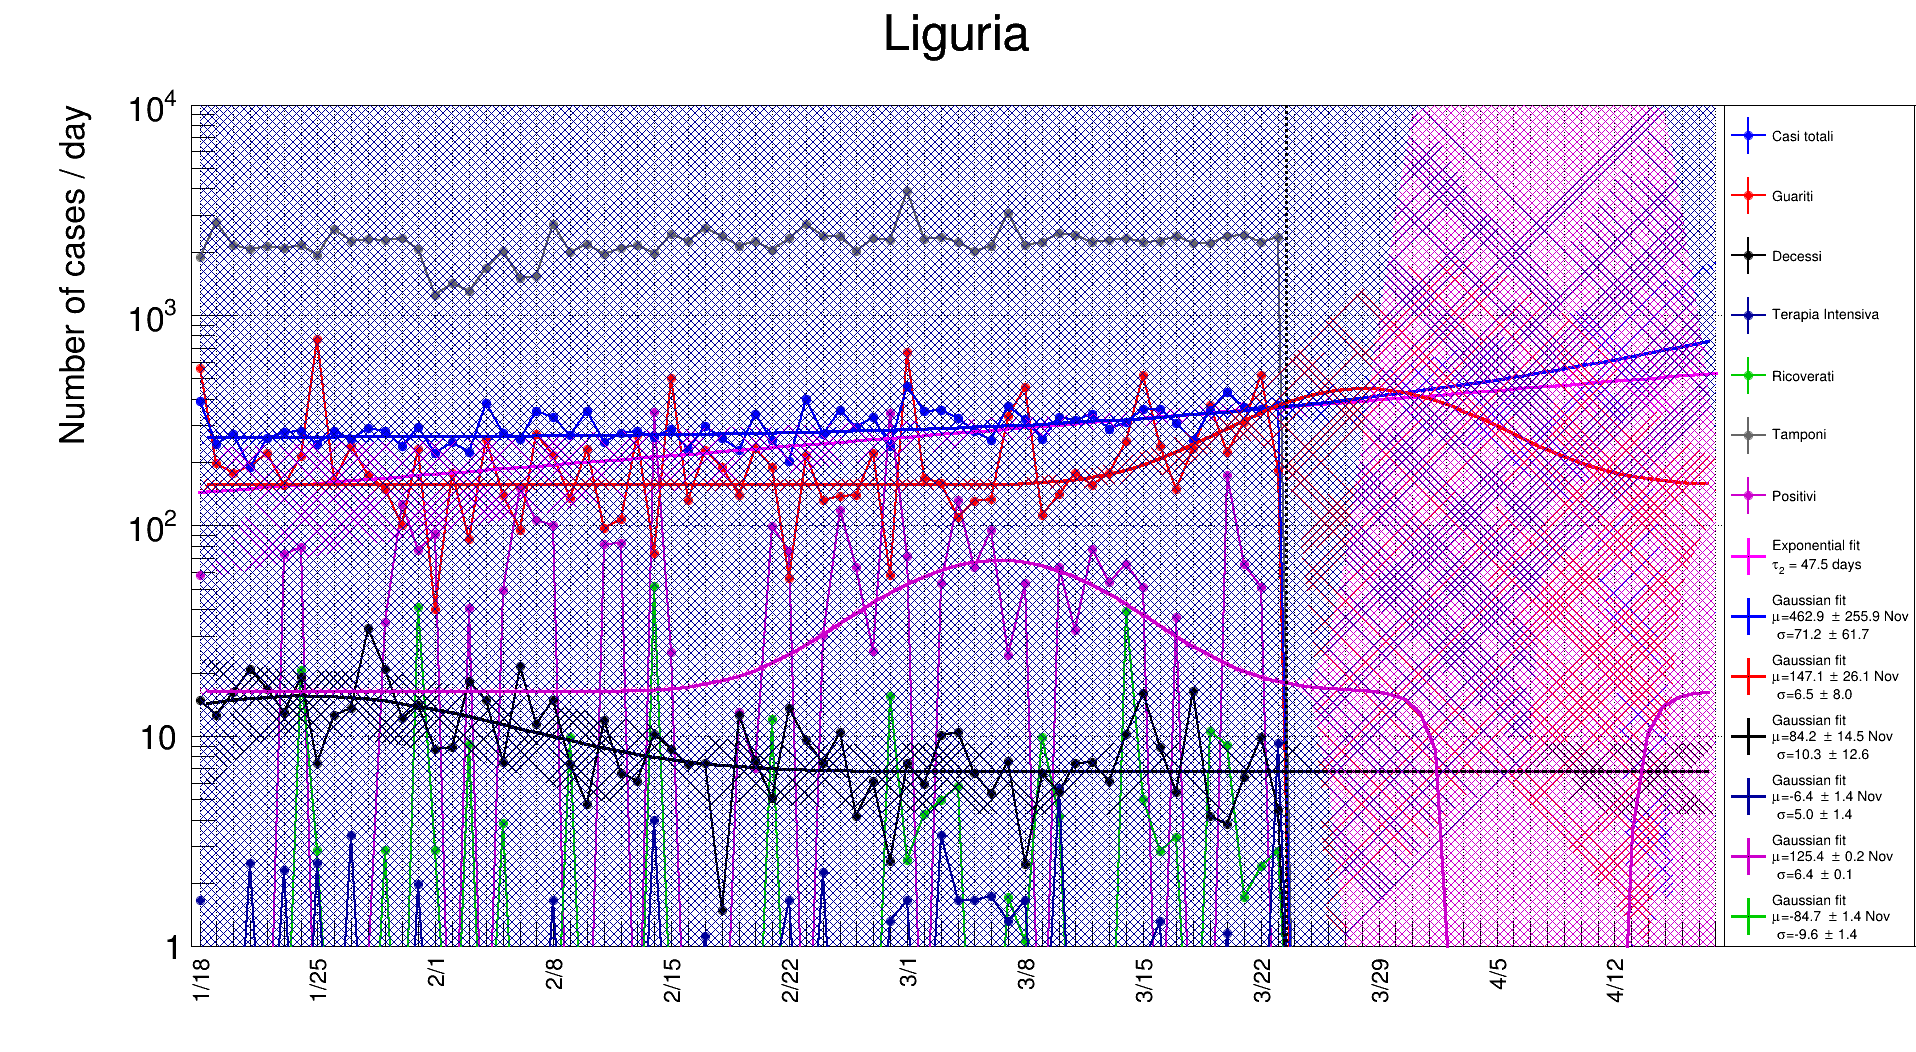 Liguria
Number of cases / day
10^4
10^3
10^2
10
1
1/18
1/25
2/1
2/8
2/15
2/22
3/1
3/8
3/15
3/22
3/29
4/5
4/12
Casi totali
Guariti
Decessi
Terapia Intensiva
Ricoverati
Tamponi
Positivi
Exponential fit
τ2 = 47.5 days
Gaussian fit
μ=462.9 ± 255.9 Nov
σ=71.2 ± 61.7
Gaussian fit
μ=147.1 ± 26.1 Nov
σ=6.5 ± 8.0
Gaussian fit
μ=84.2 ± 14.5 Nov
σ=10.3 ± 12.6
Gaussian fit
μ=-6.4 ± 1.4 Nov
σ=5.0 ± 1.4
Gaussian fit
μ=125.4 ± 0.2 Nov
σ=6.4 ± 0.1
Gaussian fit
μ=-84.7 ± 1.4 Nov
σ=-9.6 ± 1.4